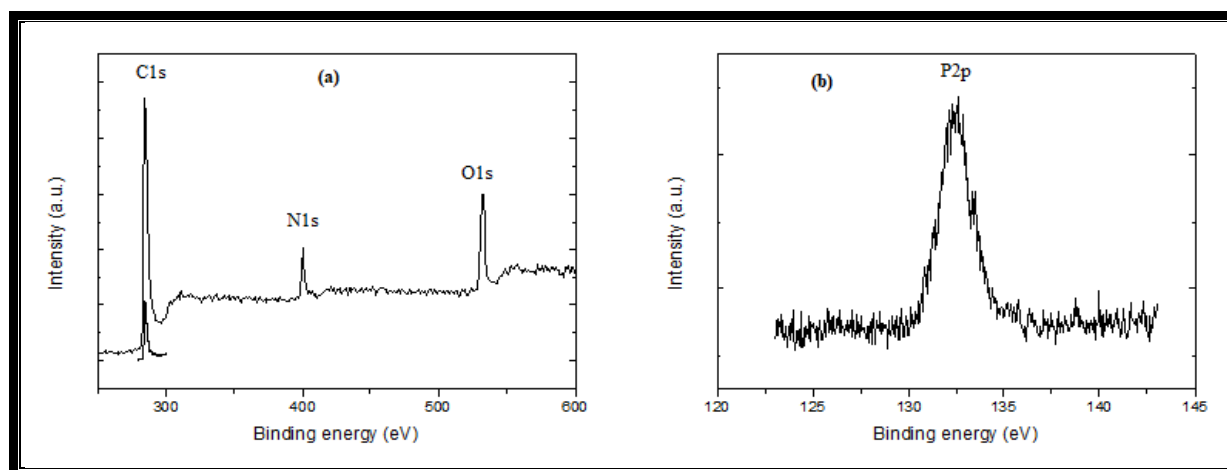 C1s
(a)
O1s
N1s
Intensity (a.u.)
300 400 500 600
Binding energy (eV)
P2p
(b)
Intensity (a.u.)
120 125 130 135 140 145
Binding energy (eV)